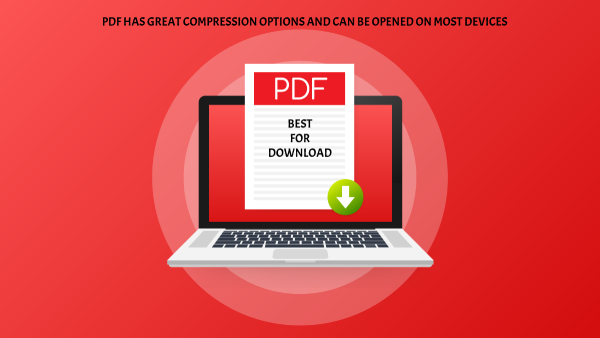 PDF HAS GREAT COMPRESSION OPTIONS AND CAN BE OPENED ON MOST DEVICES
PDF
BEST
FOR
DOWNLOAD